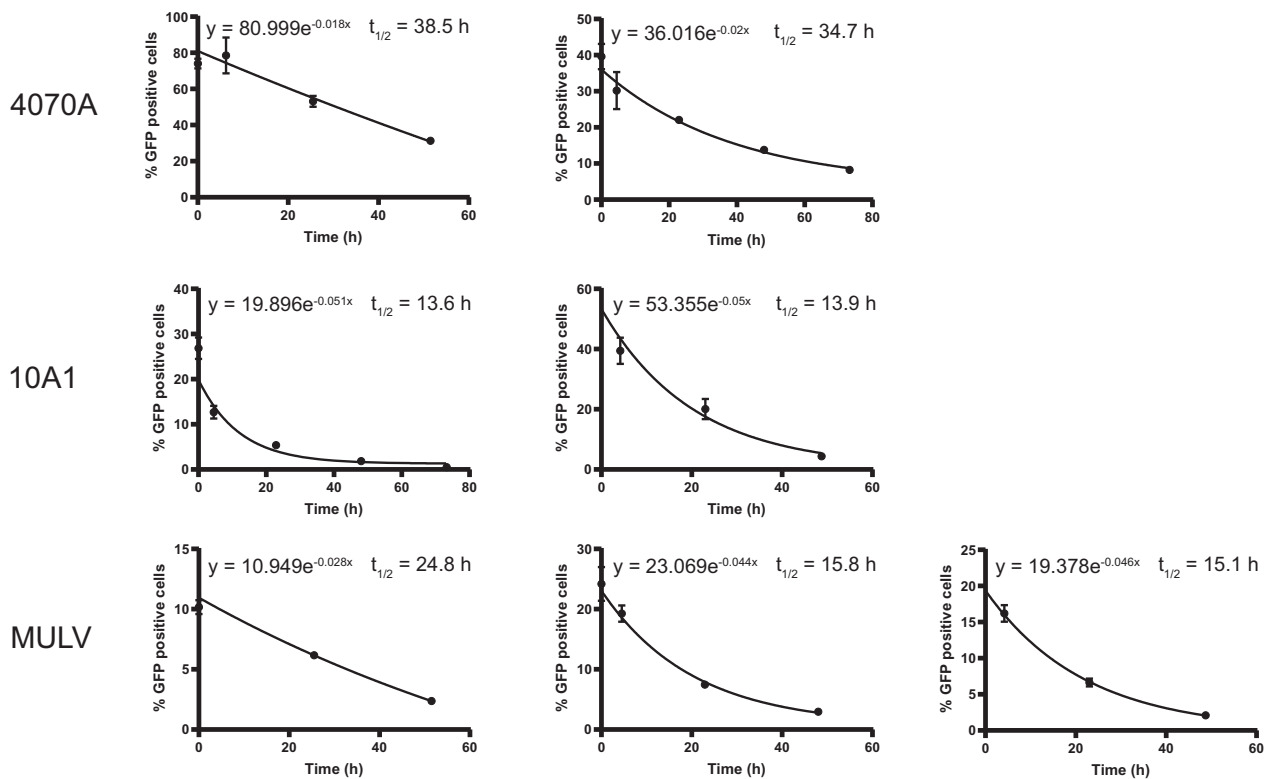 4070A
y = 80.999e-0.018x t1/2 = 38.5 h
% GFP positive cells
100
80
60
40
20
0
0 20 40 60
Time (h)
y = 36.016e-0.02x t1/2 = 34.7 h
% GFP positive cells
50
40
30
20
10
0
0 20 40 60 80
Time (h)
10A1
y = 19.896e-0.051x t1/2 = 13.6 h
% GFP positive cells
40
30
20
10
0
0 20 40 60 80
Time (h)
y = 53.355e-0.05x t1/2 = 13.9 h
% GFP positive cells
60
40
20
0
0 20 40 60
Time (h)
MULV
y = 10.949e-0.028x t1/2 = 24.8 h
% GFP positive cells
15
10
5
0
0 20 40 60
Time (h)
y = 23.069e-0.044x t1/2 = 15.8 h
% GFP positive cells
30
20
10
0
0 20 40 60
Time (h)
y = 19.378e-0.046x t1/2 = 15.1 h
% GFP positive cells
25
20
15
10
5
0
0 20 40 60
Time (h)